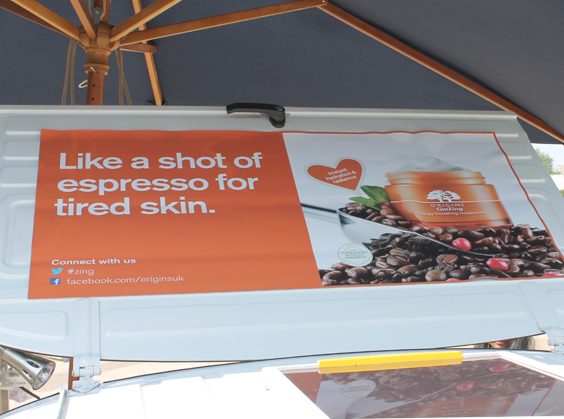 Like a shot of
espresso for
tired skin.
Connect with us
#zing
facebook.com/originsuk
instant
hydration &
radiance
ORIGINS
GinZing